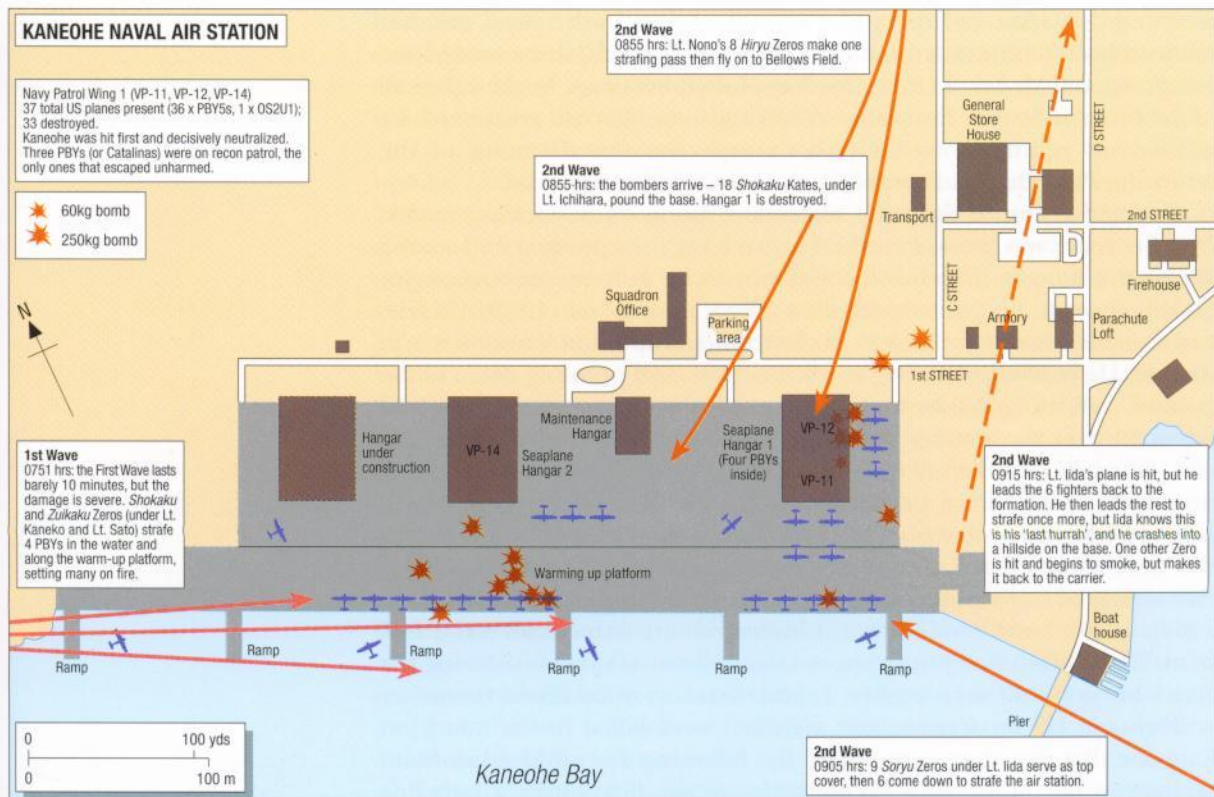 KANEOHE NAVAL AIR STATION
Navy Patrol Wing 1 (VP-11, VP-12, VP-14)
37 total US planes present (36 x PBY5s, 1 x OS2U1);
33 destroyed.
Kaneohe was hit first and decisively neutralized.
Three PBYs (or Catalinas) were on recon patrol, the
only ones that escaped unharmed.
60kg bomb
250kg bomb
N
2nd Wave
0855 hrs: Lt. Nono's 8 Hiryu Zeros make one
strafing pass then fly on to Bellows Field.
2nd Wave
0855-hrs: the bombers arrive – 18 Shokaku Kates, under
Lt. Ichihara, pound the base. Hangar 1 is destroyed.
General
Store
House
D STREET
Transport
2nd STREET
Firehouse
C STREET
Squadron
Office
Parking
area
Armory
Parachute
Loft
1st STREET
Hangar
under
construction
VP-14
Seaplane
Hangar 2
Maintenance
Hangar
Seaplane
Hangar 1
(Four PBYs
inside)
VP-12
VP-11
1st Wave
0751 hrs: the First Wave lasts
barely 10 minutes, but the
damage is severe. Shokaku
and Zuikaku Zeros (under Lt.
Kaneko and Lt. Sato) strafe
4 PBYs in the water and
along the warm-up platform,
setting many on fire.
2nd Wave
0915 hrs: Lt. Iida's plane is hit, but he
leads the 6 fighters back to the
formation. He then leads the rest to
strafe once more, but Iida knows this
is his 'last hurrah', and he crashes into
a hillside on the base. One other Zero
is hit and begins to smoke, but makes
it back to the carrier.
Warming up platform
Ramp
Ramp
Ramp
Ramp
Ramp
Ramp
Boat
house
Pier
0 100 yds
0 100 m
Kaneohe Bay
2nd Wave
0905 hrs: 9 Soryu Zeros under Lt. Iida serve as top
cover, then 6 come down to strafe the air station.